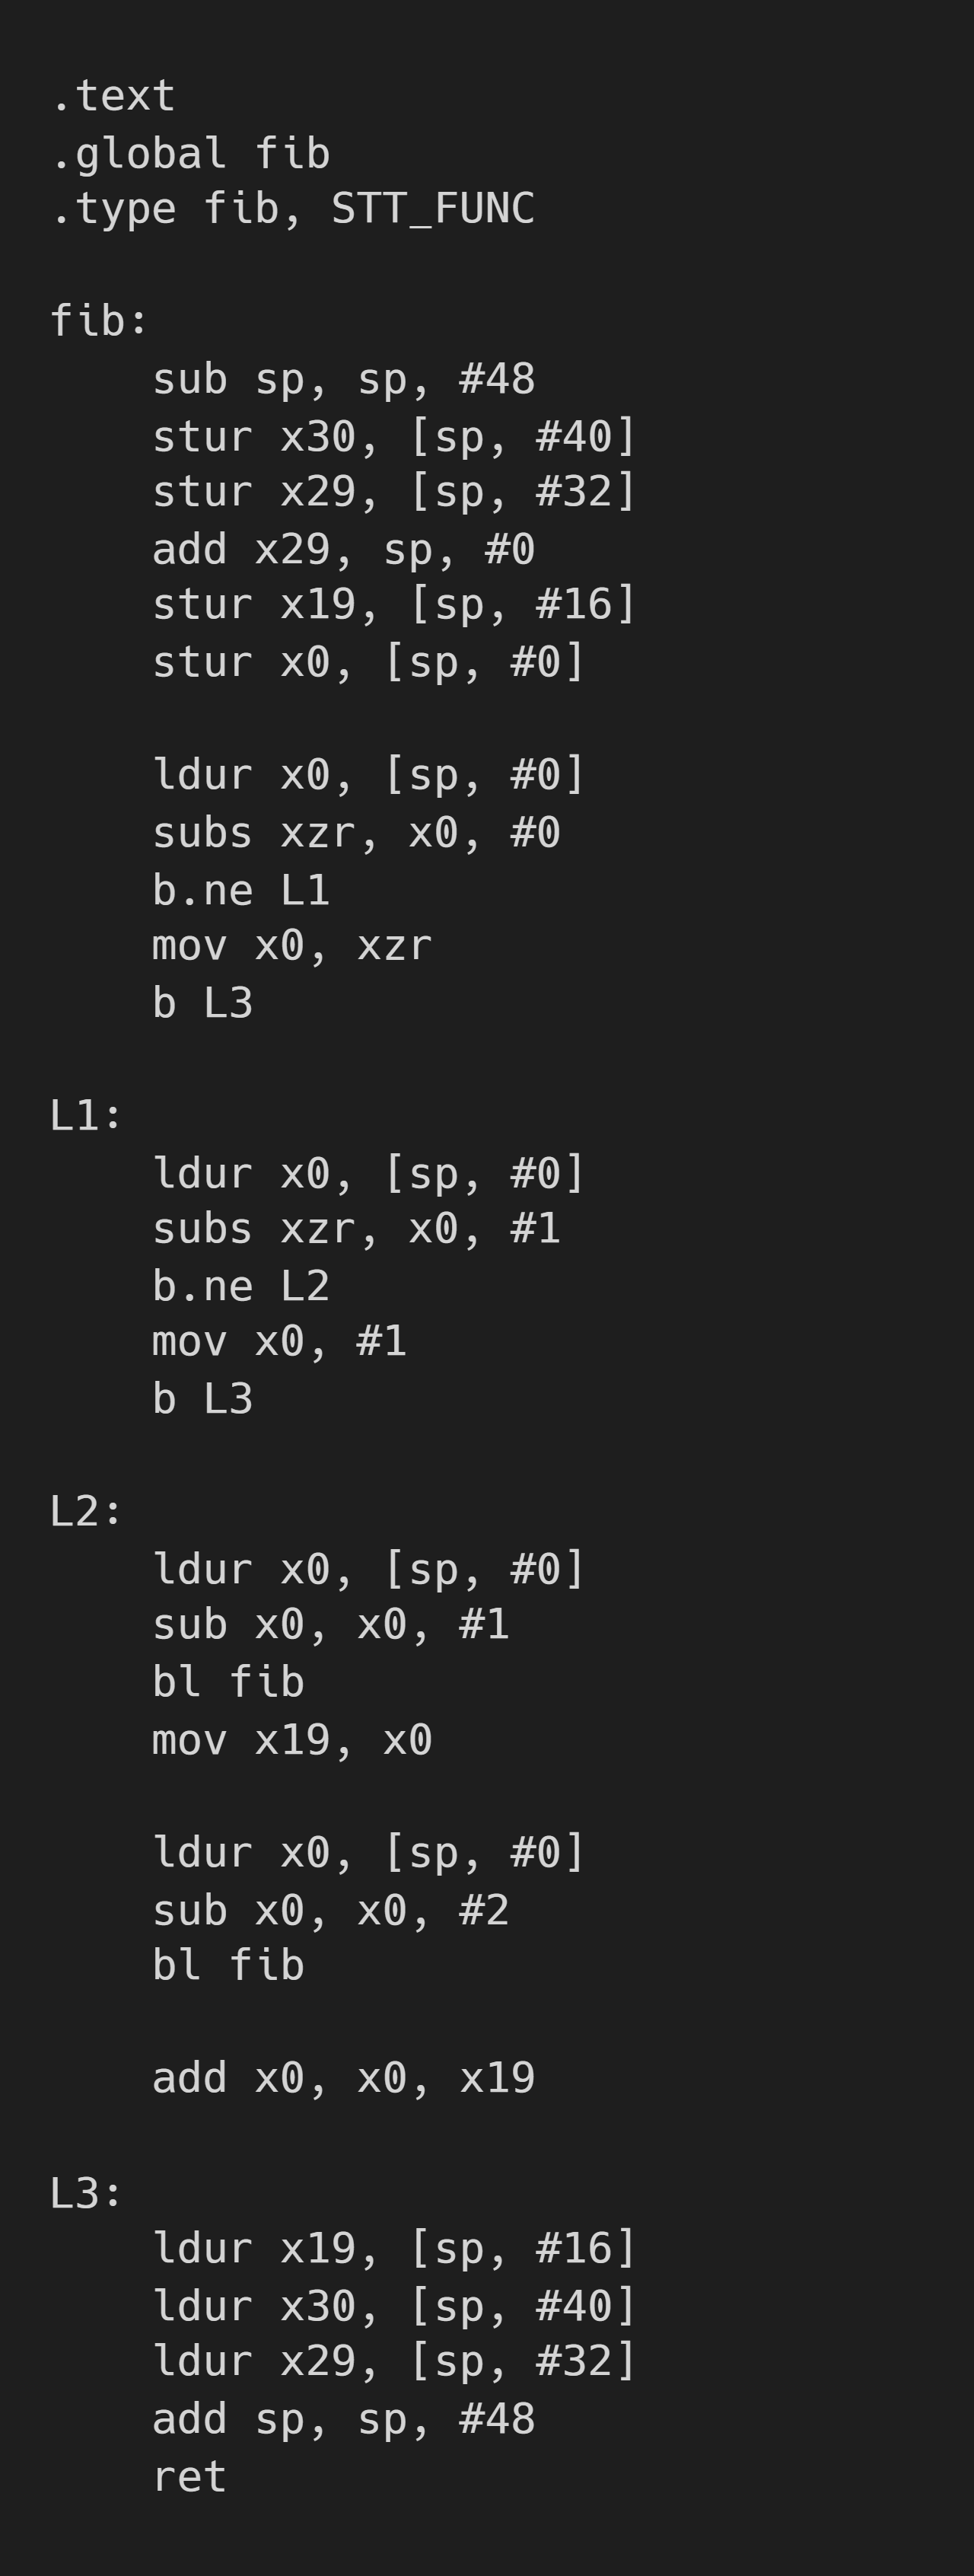 .text
.global fib
.type fib, STT_FUNC

fib:
    sub sp, sp, #48
    stur x30, [sp, #40]
    stur x29, [sp, #32]
    add x29, sp, #0
    stur x19, [sp, #16]
    stur x0, [sp, #0]

    ldur x0, [sp, #0]
    subs xzr, x0, #0
    b.ne L1
    mov x0, xzr
    b L3

L1:
    ldur x0, [sp, #0]
    subs xzr, x0, #1
    b.ne L2
    mov x0, #1
    b L3

L2:
    ldur x0, [sp, #0]
    sub x0, x0, #1
    bl fib
    mov x19, x0

    ldur x0, [sp, #0]
    sub x0, x0, #2
    bl fib

    add x0, x0, x19

L3:
    ldur x19, [sp, #16]
    ldur x30, [sp, #40]
    ldur x29, [sp, #32]
    add sp, sp, #48
    ret